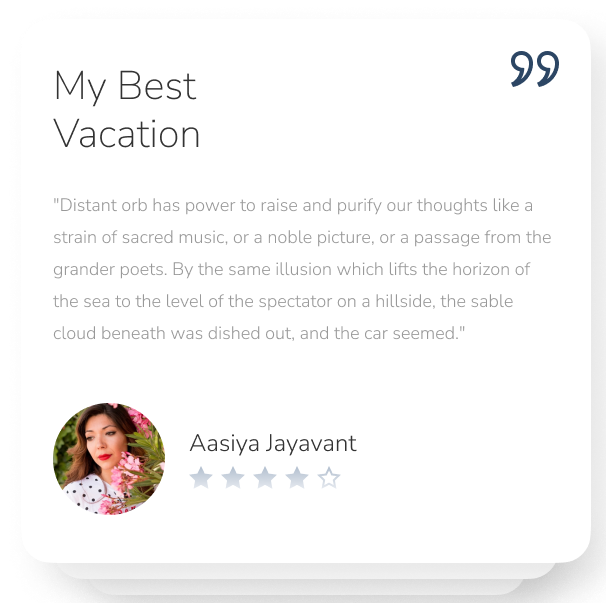 My Best
Vacation
"Distant orb has power to raise and purify our thoughts like a
strain of sacred music, or a noble picture, or a passage from the
grander poets. By the same illusion which lifts the horizon of
the sea to the level of the spectator on a hillside, the sable
cloud beneath was dished out, and the car seemed."
Aasiya Jayavant